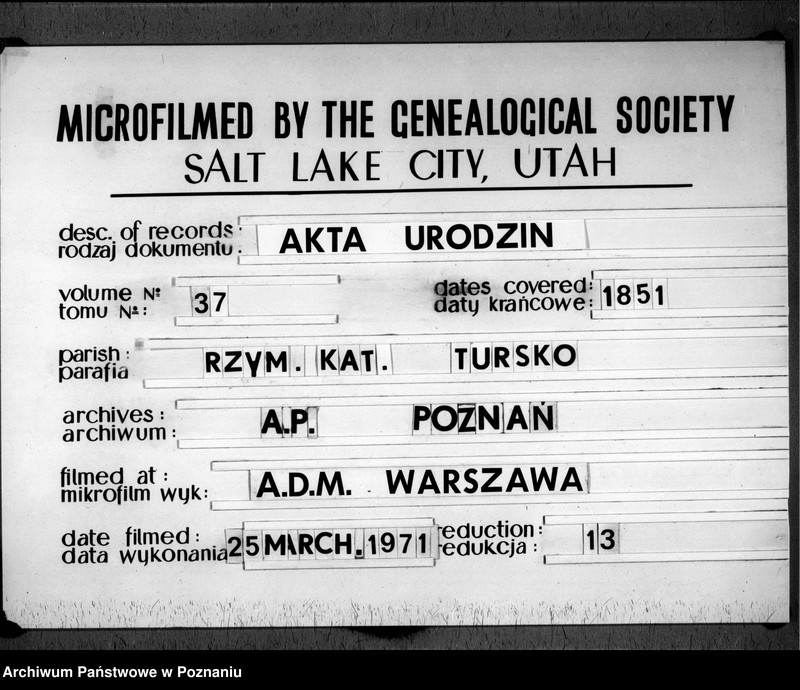 MICROFILMED BY THE GENEALOGICAL SOCIETY
SALT LAKE CITY, UTAH
desc. of records: AKTA URODZIN
rodzaj dokumentu:
volume № 37 dates covered: 1851
tomu №: daty krańcowe:
parish: RZYM. KAT. TURSKO
parafia
archives: A.P. POZNAŃ
archiwum:
filmed at: A.D.M. WARSZAWA
mikrofilm wyk:
date filmed: 25 MARCH. 1971 reduction: 13
data wykonania redukcja:
Archiwum Państwowe w Poznaniu